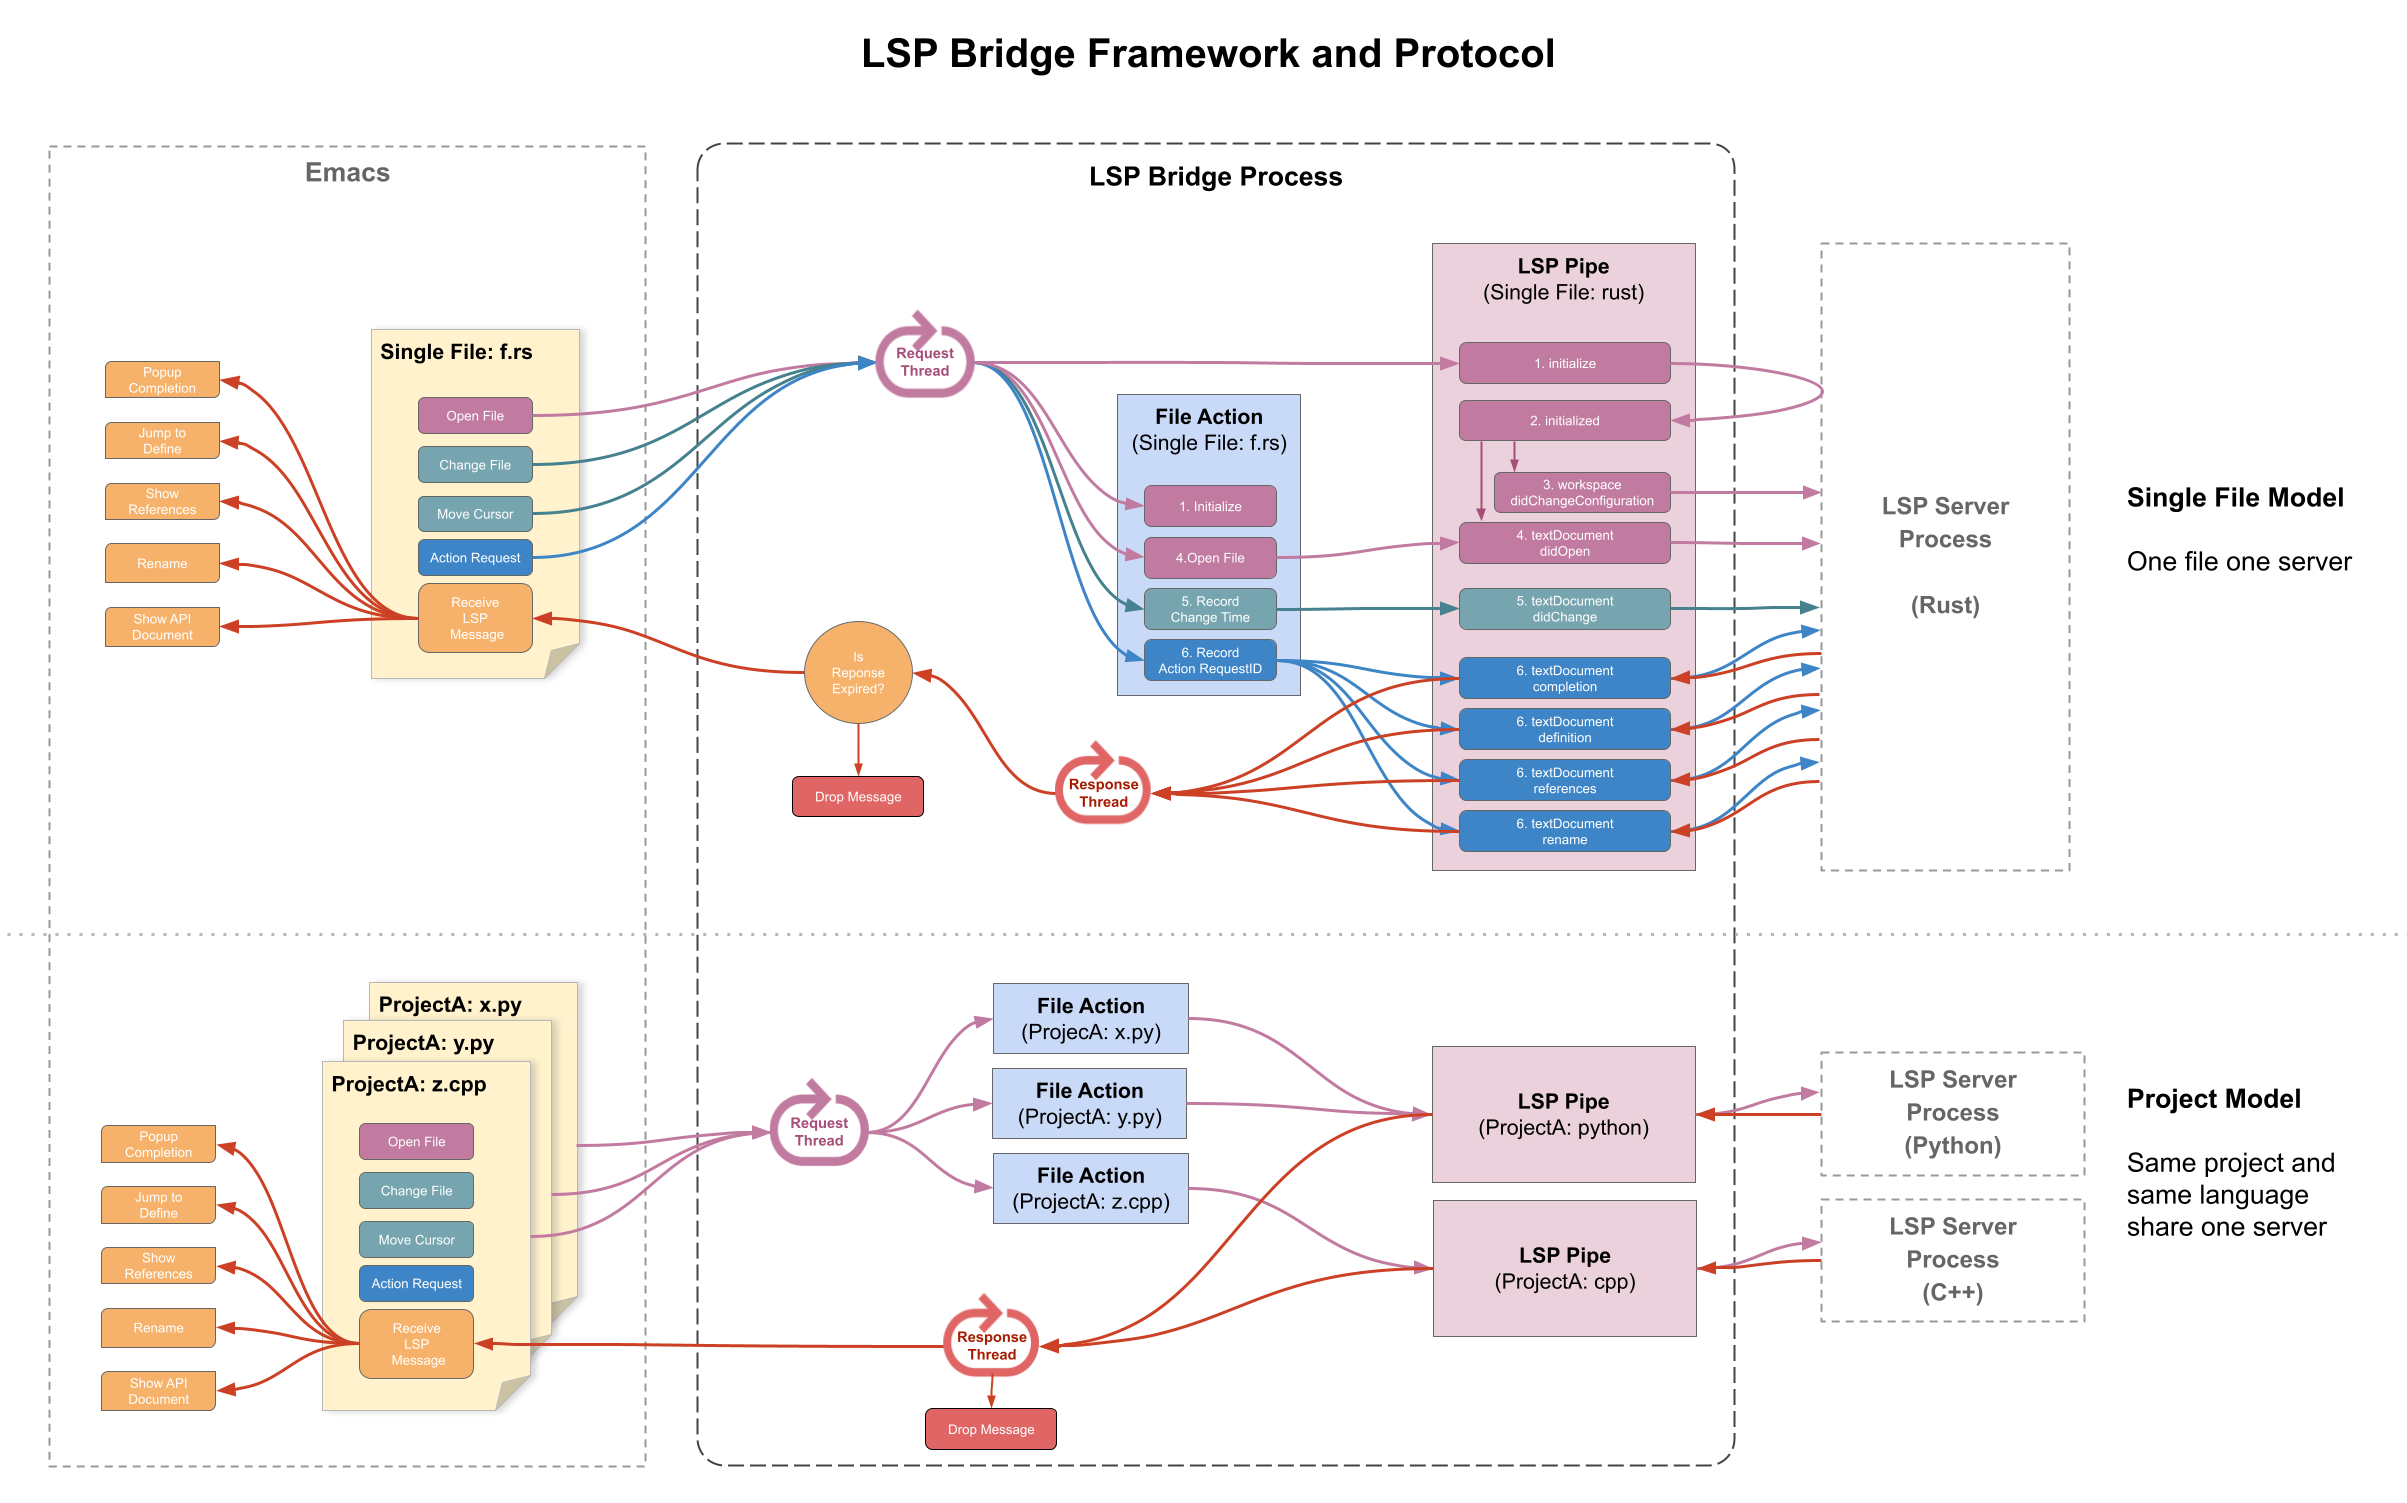 LSP Bridge Framework and Protocol
Emacs
LSP Bridge Process
Popup
Completion
Jump to
Define
Show
References
Rename
Show API
Document
Single File: f.rs
Open File
Change File
Move Cursor
Action Request
Receive
LSP
Message
Request
Thread
Is
Reponse
Expired?
Drop Message
Response
Thread
File Action
(Single File: f.rs)
1. Initialize
4.Open File
5. Record
Change Time
6. Record
Action RequestID
LSP Pipe
(Single File: rust)
1. initialize
2. initialized
3. workspace
didChangeConfiguration
4. textDocument
didOpen
5. textDocument
didChange
6. textDocument
completion
6. textDocument
definition
6. textDocument
references
6. textDocument
rename
LSP Server
Process
(Rust)
Single File Model
One file one server
ProjectA: x.py
ProjectA: y.py
ProjectA: z.cpp
Popup
Completion
Jump to
Define
Show
References
Rename
Show API
Document
Open File
Change File
Move Cursor
Action Request
Receive
LSP
Message
Request
Thread
File Action
(ProjecA: x.py)
File Action
(ProjectA: y.py)
File Action
(ProjectA: z.cpp)
Response
Thread
Drop Message
LSP Pipe
(ProjectA: python)
LSP Pipe
(ProjectA: cpp)
LSP Server
Process
(Python)
LSP Server
Process
(C++)
Project Model
Same project and
same language
share one server